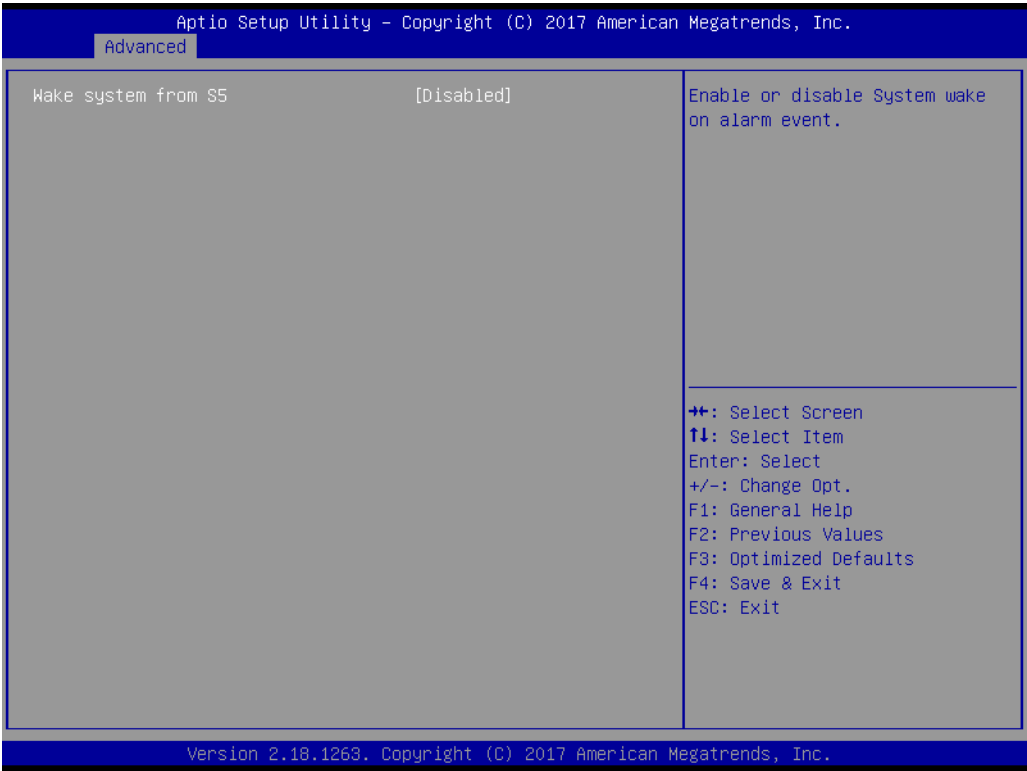 Aptio Setup Utility – Copyright (C) 2017 American Megatrends, Inc.
Advanced
Wake system from S5 [Disabled]
Enable or disable System wake
on alarm event.
→←: Select Screen
↑↓: Select Item
Enter: Select
+/-: Change Opt.
F1: General Help
F2: Previous Values
F3: Optimized Defaults
F4: Save & Exit
ESC: Exit
Version 2.18.1263. Copyright (C) 2017 American Megatrends, Inc.